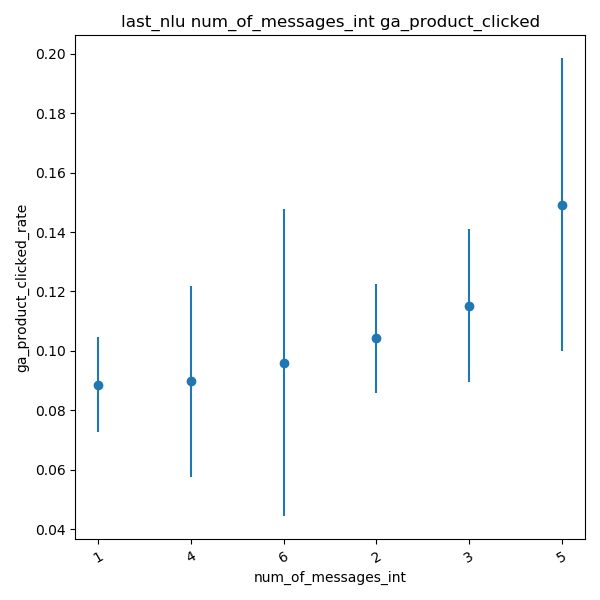 last_nlu num_of_messages_int ga_product_clicked
0.20
0.18
0.16
0.14
0.12
0.10
0.08
0.06
0.04
ga_product_clicked_rate
1 4 6 2 3 5
num_of_messages_int